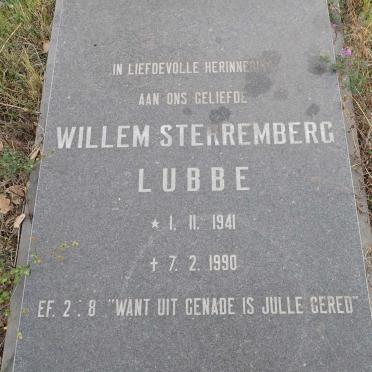 IN LIEFDEVOLLE HERINNERING
AAN ONS GELIEFDE
WILLEM STERREMBERG
LUBBE
* 1. 11. 1941
+ 7. 2. 1990
EF. 2 : 8 "WANT UIT GENADE IS JULLE GERED"